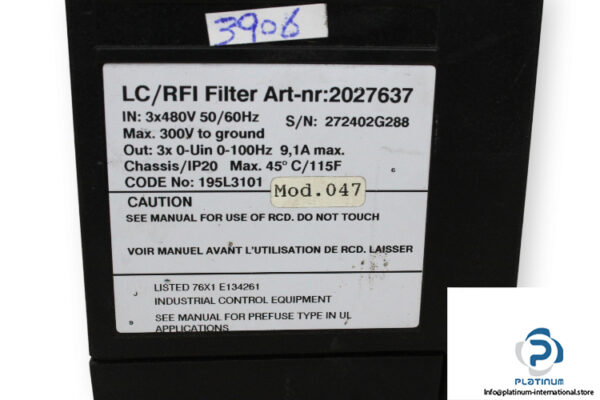 3906
LC/RFI Filter Art-nr:2027637
IN: 3x480V 50/60Hz S/N: 272402G288
Max. 300V to ground
Out: 3x 0-Uin 0-100Hz 9,1A max.
Chassis/IP20 Max. 45° C/115F
CODE No: 195L3101
Mod.047
CAUTION
SEE MANUAL FOR USE OF RCD. DO NOT TOUCH
VOIR MANUEL AVANT L'UTILISATION DE RCD. LAISSER
LISTED 76X1 E134261
INDUSTRIAL CONTROL EQUIPMENT
SEE MANUAL FOR PREFUSE TYPE IN UL
APPLICATIONS
PLATINUM
Info@platinum-international.store